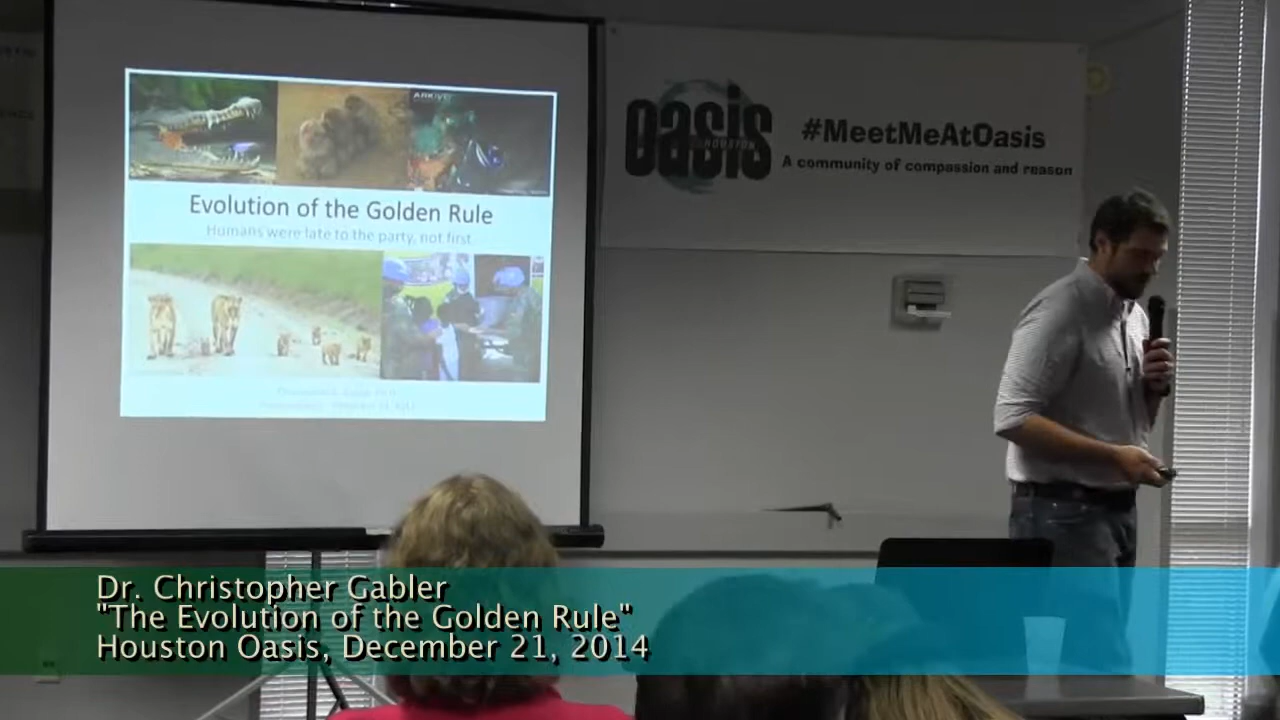 ARKive
Evolution of the Golden Rule
Humans were late to the party, not first
oasis
HOUSTON
#MeetMeAtOasis
A community of compassion and reason
Dr. Christopher Gabler
"The Evolution of the Golden Rule"
Houston Oasis, December 21, 2014